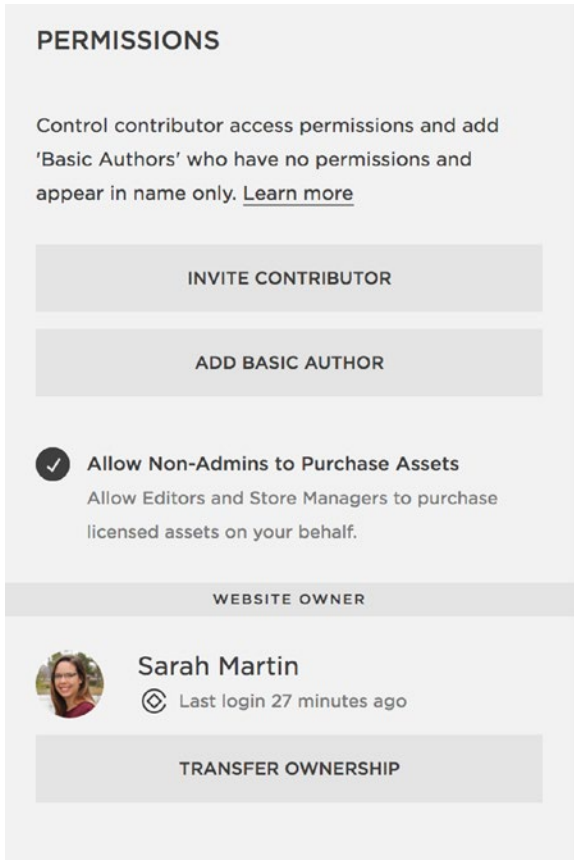 PERMISSIONS
Control contributor access permissions and add
'Basic Authors' who have no permissions and
appear in name only. Learn more
INVITE CONTRIBUTOR
ADD BASIC AUTHOR
Allow Non-Admins to Purchase Assets
Allow Editors and Store Managers to purchase
licensed assets on your behalf.
WEBSITE OWNER
Sarah Martin
Last login 27 minutes ago
TRANSFER OWNERSHIP